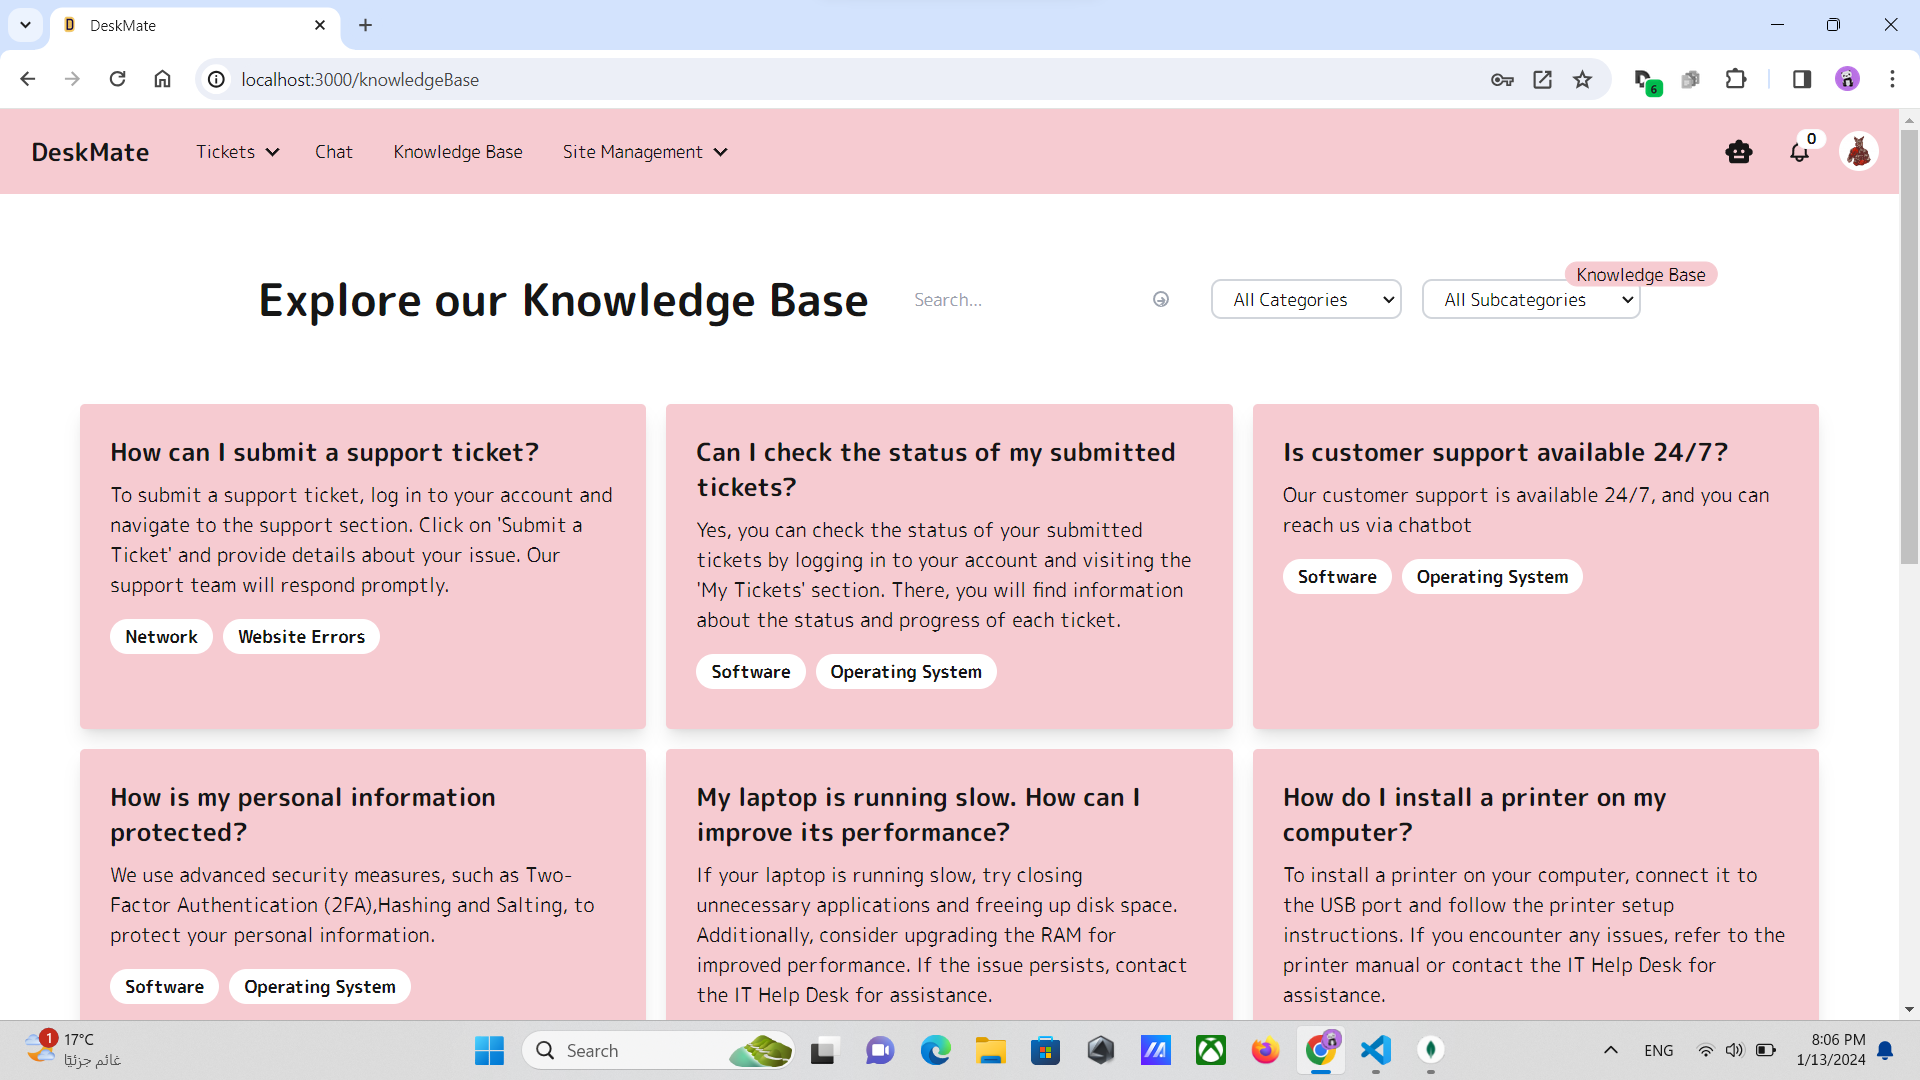 DeskMate
localhost:3000/knowledgeBase
6
DeskMate
Tickets
Chat
Knowledge Base
Site Management
0
Explore our Knowledge Base
Search...
All Categories
All Subcategories
Knowledge Base
How can I submit a support ticket?
To submit a support ticket, log in to your account and
navigate to the support section. Click on 'Submit a
Ticket' and provide details about your issue. Our
support team will respond promptly.
Network
Website Errors
Can I check the status of my submitted
tickets?
Yes, you can check the status of your submitted
tickets by logging in to your account and visiting the
'My Tickets' section. There, you will find information
about the status and progress of each ticket.
Software
Operating System
Is customer support available 24/7?
Our customer support is available 24/7, and you can
reach us via chatbot
Software
Operating System
How is my personal information
protected?
We use advanced security measures, such as Two-
Factor Authentication (2FA),Hashing and Salting, to
protect your personal information.
Software
Operating System
My laptop is running slow. How can I
improve its performance?
If your laptop is running slow, try closing
unnecessary applications and freeing up disk space.
Additionally, consider upgrading the RAM for
improved performance. If the issue persists, contact
the IT Help Desk for assistance.
How do I install a printer on my
computer?
To install a printer on your computer, connect it to
the USB port and follow the printer setup
instructions. If you encounter any issues, refer to the
printer manual or contact the IT Help Desk for
assistance.
1
17°C
غائم جزئيًا
Search
ENG
8:06 PM
1/13/2024